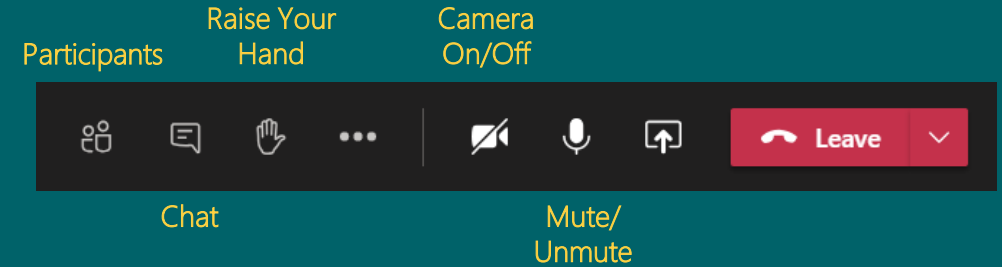 Raise Your
Hand
Camera
On/Off
Participants
Leave
Chat
Mute/
Unmute